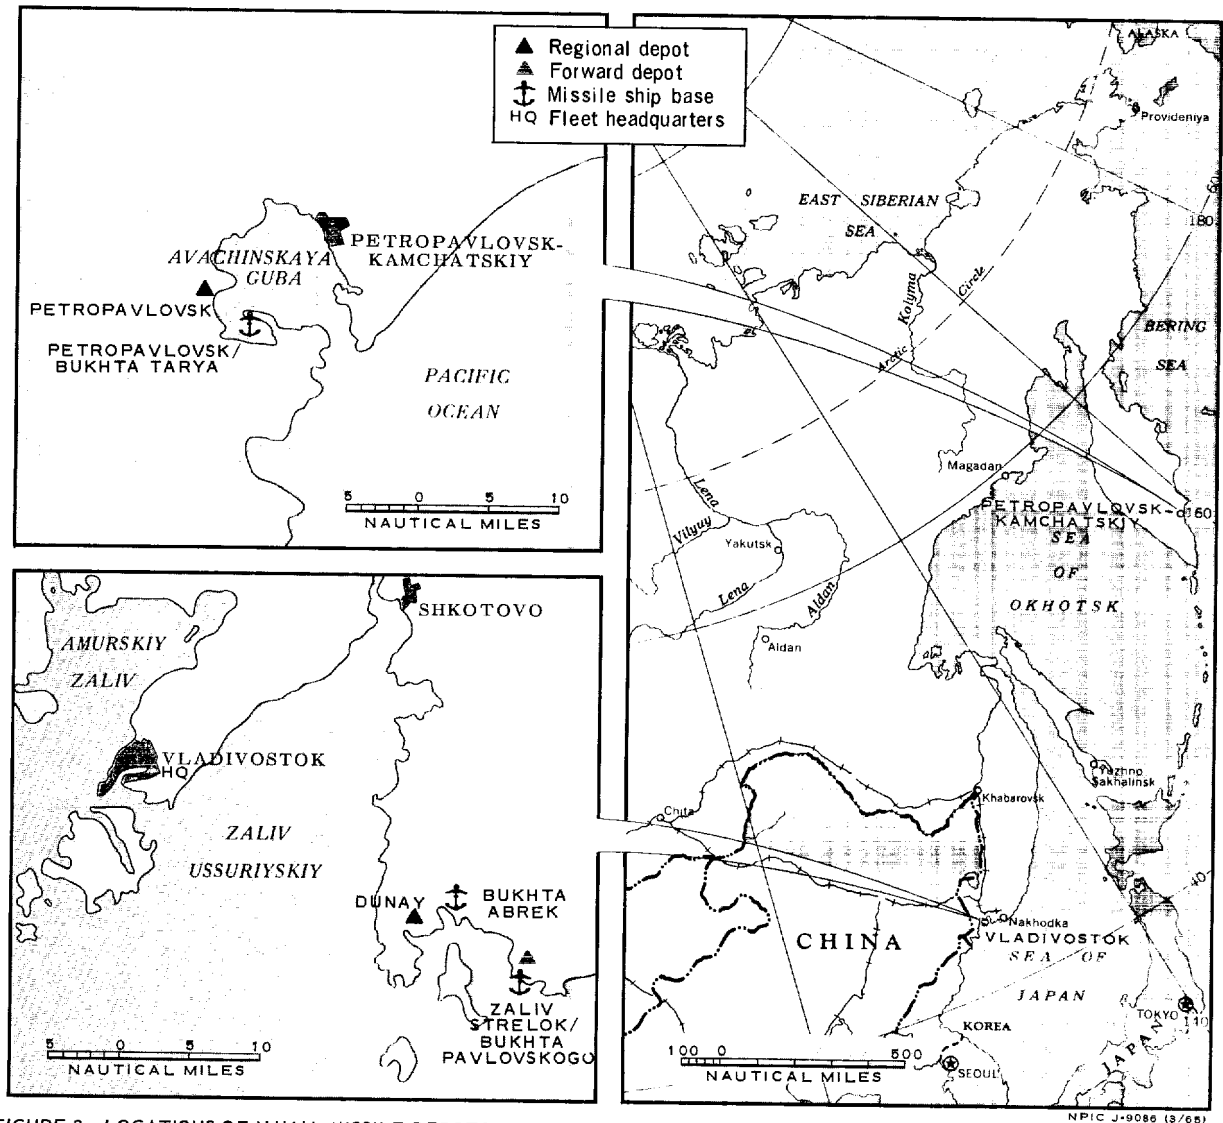 Regional depot
Forward depot
Missile ship base
HQ Fleet headquarters
PETROPAVLOVSK-
KAMCHATSKIY
AVACHINSKAYA
GUBA
PETROPAVLOVSK
PETROPAVLOVSK/
BUKHTA TARYA
PACIFIC
OCEAN
5 0 5 10
NAUTICAL MILES
SHKOTOVO
AMURSKIY
ZALIV
VLADIVOSTOK
HQ
ZALIV
USSURIYSKIY
DUNAY
BUKHTA
ABREK
ZALIV
STRELOK/
BUKHTA
PAVLOVSKOGO
5 0 5 10
NAUTICAL MILES
ALASKA
Provideniya
EAST SIBERIAN
SEA
180
Kolyma
Circle
Arctic
BERING
SEA
Magadan
PETROPAVLOVSK-
KAMCHATSKIY
160
SEA
OF
OKHOTSK
Lena
Vilyuy
Yakutsk
Lena
Aldan
Aldan
Yuzhno
Sakhalinsk
Chita
Khabarovsk
40
Nakhodka
VLADIVOSTOK
CHINA
SEA OF
JAPAN
TOKYO
JAPAN
KOREA
SEOUL
100 0 500
NAUTICAL MILES
NPIC J-9086 (3/65)